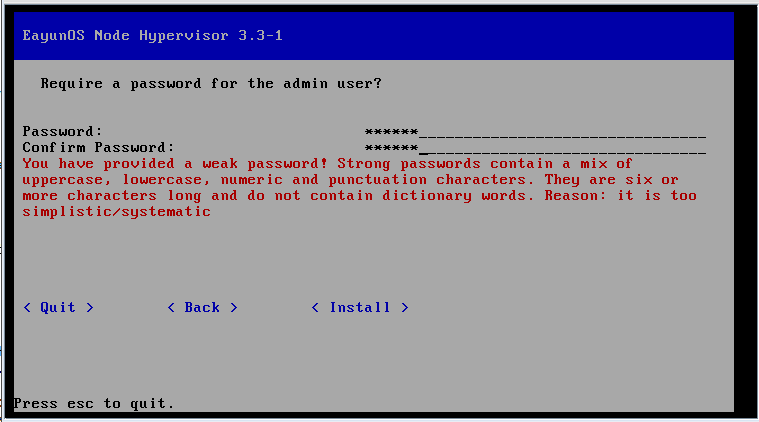 EayunOS Node Hypervisor 3.3-1
Require a password for the admin user?
Password: ******________________________________
Confirm Password: ******________________________________
You have provided a weak password! Strong passwords contain a mix of
uppercase, lowercase, numeric and punctuation characters. They are six or
more characters long and do not contain dictionary words. Reason: it is too
simplistic/systematic
< Quit > < Back > < Install >
Press esc to quit.